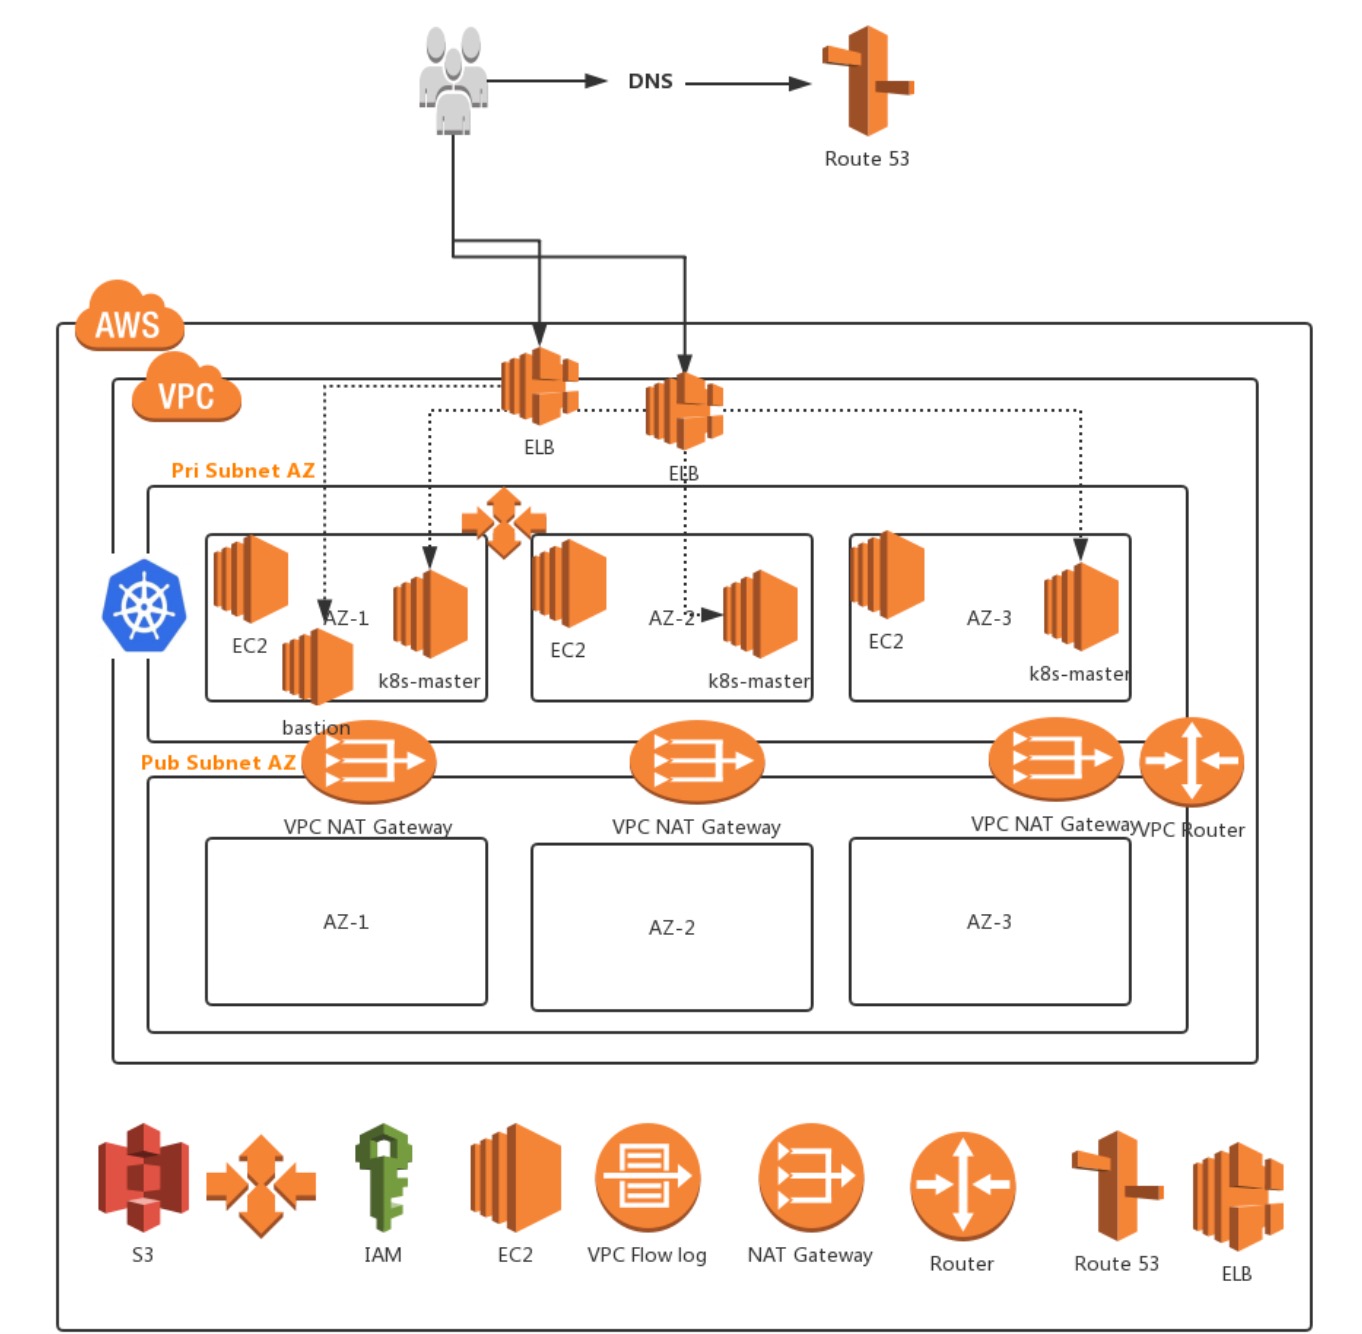 DNS
Route 53
AWS
VPC
ELB
ELB
Pri Subnet AZ
EC2
AZ-1
bastion
k8s-master
EC2
AZ-2
k8s-master
EC2
AZ-3
k8s-master
Pub Subnet AZ
VPC NAT Gateway
VPC NAT Gateway
VPC NAT Gateway
VPC Router
AZ-1
AZ-2
AZ-3
S3
IAM
EC2
VPC Flow log
NAT Gateway
Router
Route 53
ELB